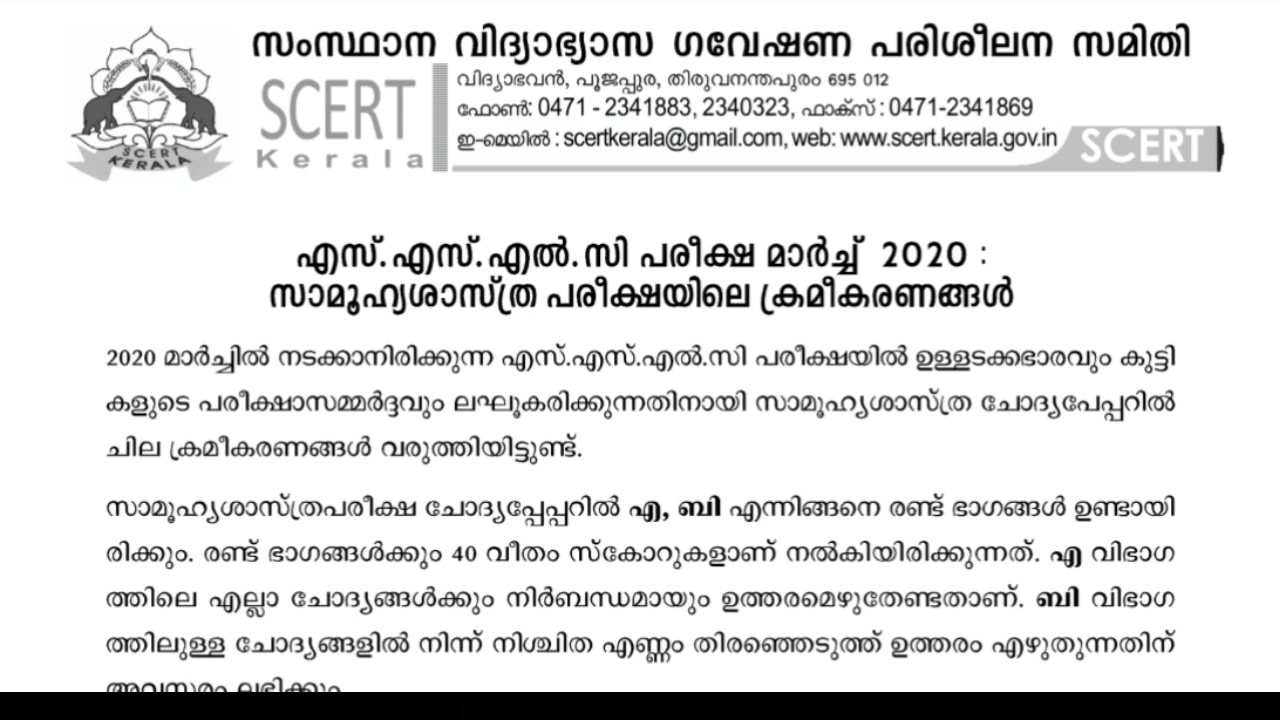 സംസ്ഥാന വിദ്യാഭ്യാസ ഗവേഷണ പരിശീലന സമിതി
SCERT
Kerala
വിദ്യാഭവൻ, പൂജപ്പുര, തിരുവനന്തപുരം 695 012
ഫോൺ: 0471 - 2341883, 2340323, ഫാക്സ് : 0471-2341869
ഇ-മെയിൽ : scertkerala@gmail.com, web: www.scert.kerala.gov.in
SCERT
SCERT
KERALA
എസ്.എസ്.എൽ.സി പരീക്ഷ മാർച്ച് 2020 :
സാമൂഹ്യശാസ്ത്ര പരീക്ഷയിലെ ക്രമീകരണങ്ങൾ
2020 മാർച്ചിൽ നടക്കാനിരിക്കുന്ന എസ്.എസ്.എൽ.സി പരീക്ഷയിൽ ഉള്ളടക്കഭാരവും കുട്ടി
കളുടെ പരീക്ഷാസമ്മർദ്ദവും ലഘൂകരിക്കുന്നതിനായി സാമൂഹ്യശാസ്ത്ര ചോദ്യപേപ്പറിൽ
ചില ക്രമീകരണങ്ങൾ വരുത്തിയിട്ടുണ്ട്.
സാമൂഹ്യശാസ്ത്രപരീക്ഷ ചോദ്യപ്പേപ്പറിൽ എ, ബി എന്നിങ്ങനെ രണ്ട് ഭാഗങ്ങൾ ഉണ്ടായി
രിക്കും. രണ്ട് ഭാഗങ്ങൾക്കും 40 വീതം സ്കോറുകളാണ് നൽകിയിരിക്കുന്നത്. എ വിഭാഗ
ത്തിലെ എല്ലാ ചോദ്യങ്ങൾക്കും നിർബന്ധമായും ഉത്തരമെഴുതേണ്ടതാണ്. ബി വിഭാഗ
ത്തിലുള്ള ചോദ്യങ്ങളിൽ നിന്ന് നിശ്ചിത എണ്ണം തിരഞ്ഞെടുത്ത് ഉത്തരം എഴുതുന്നതിന്
അവസരം ലഭിക്കും.